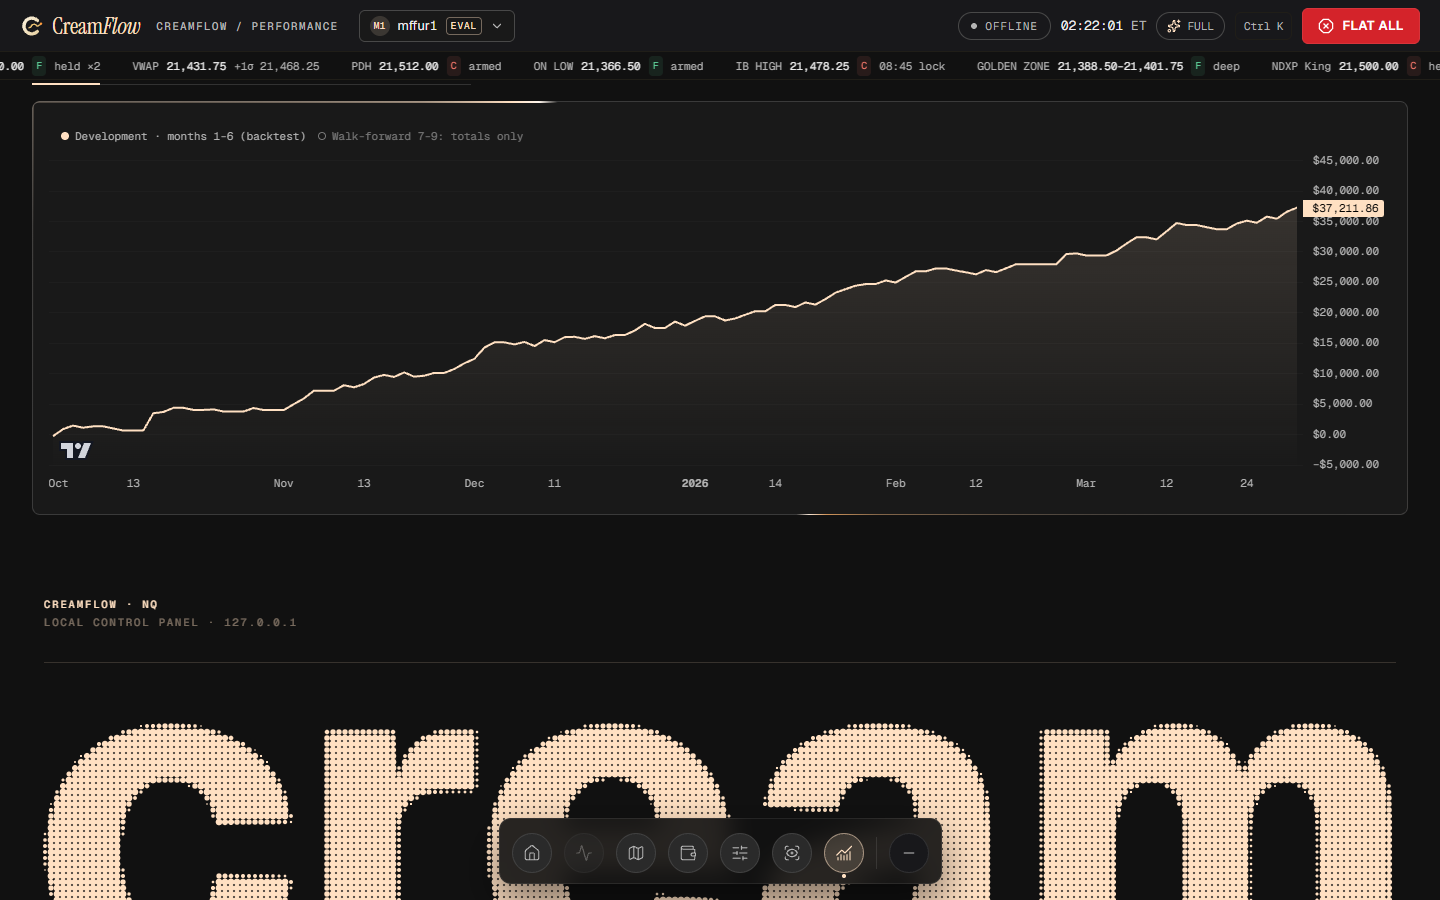 CreamFlow CREAMFLOW / PERFORMANCE M1 mffur1 EVAL OFFLINE 02:22:01 ET FULL Ctrl K FLAT ALL
0.00 F held ×2 VWAP 21,431.75 +1σ 21,468.25 PDH 21,512.00 C armed ON LOW 21,366.50 F armed IB HIGH 21,478.25 C 08:45 lock GOLDEN ZONE 21,388.50–21,401.75 F deep NDXP King 21,500.00 C he
Development · months 1–6 (backtest) Walk-forward 7–9: totals only
$45,000.00
$40,000.00
$37,211.86
$35,000.00
$30,000.00
$25,000.00
$20,000.00
$15,000.00
$10,000.00
$5,000.00
$0.00
-$5,000.00
Oct 13 Nov 13 Dec 11 2026 14 Feb 12 Mar 12 24
CREAMFLOW · NQ
LOCAL CONTROL PANEL · 127.0.0.1
cream